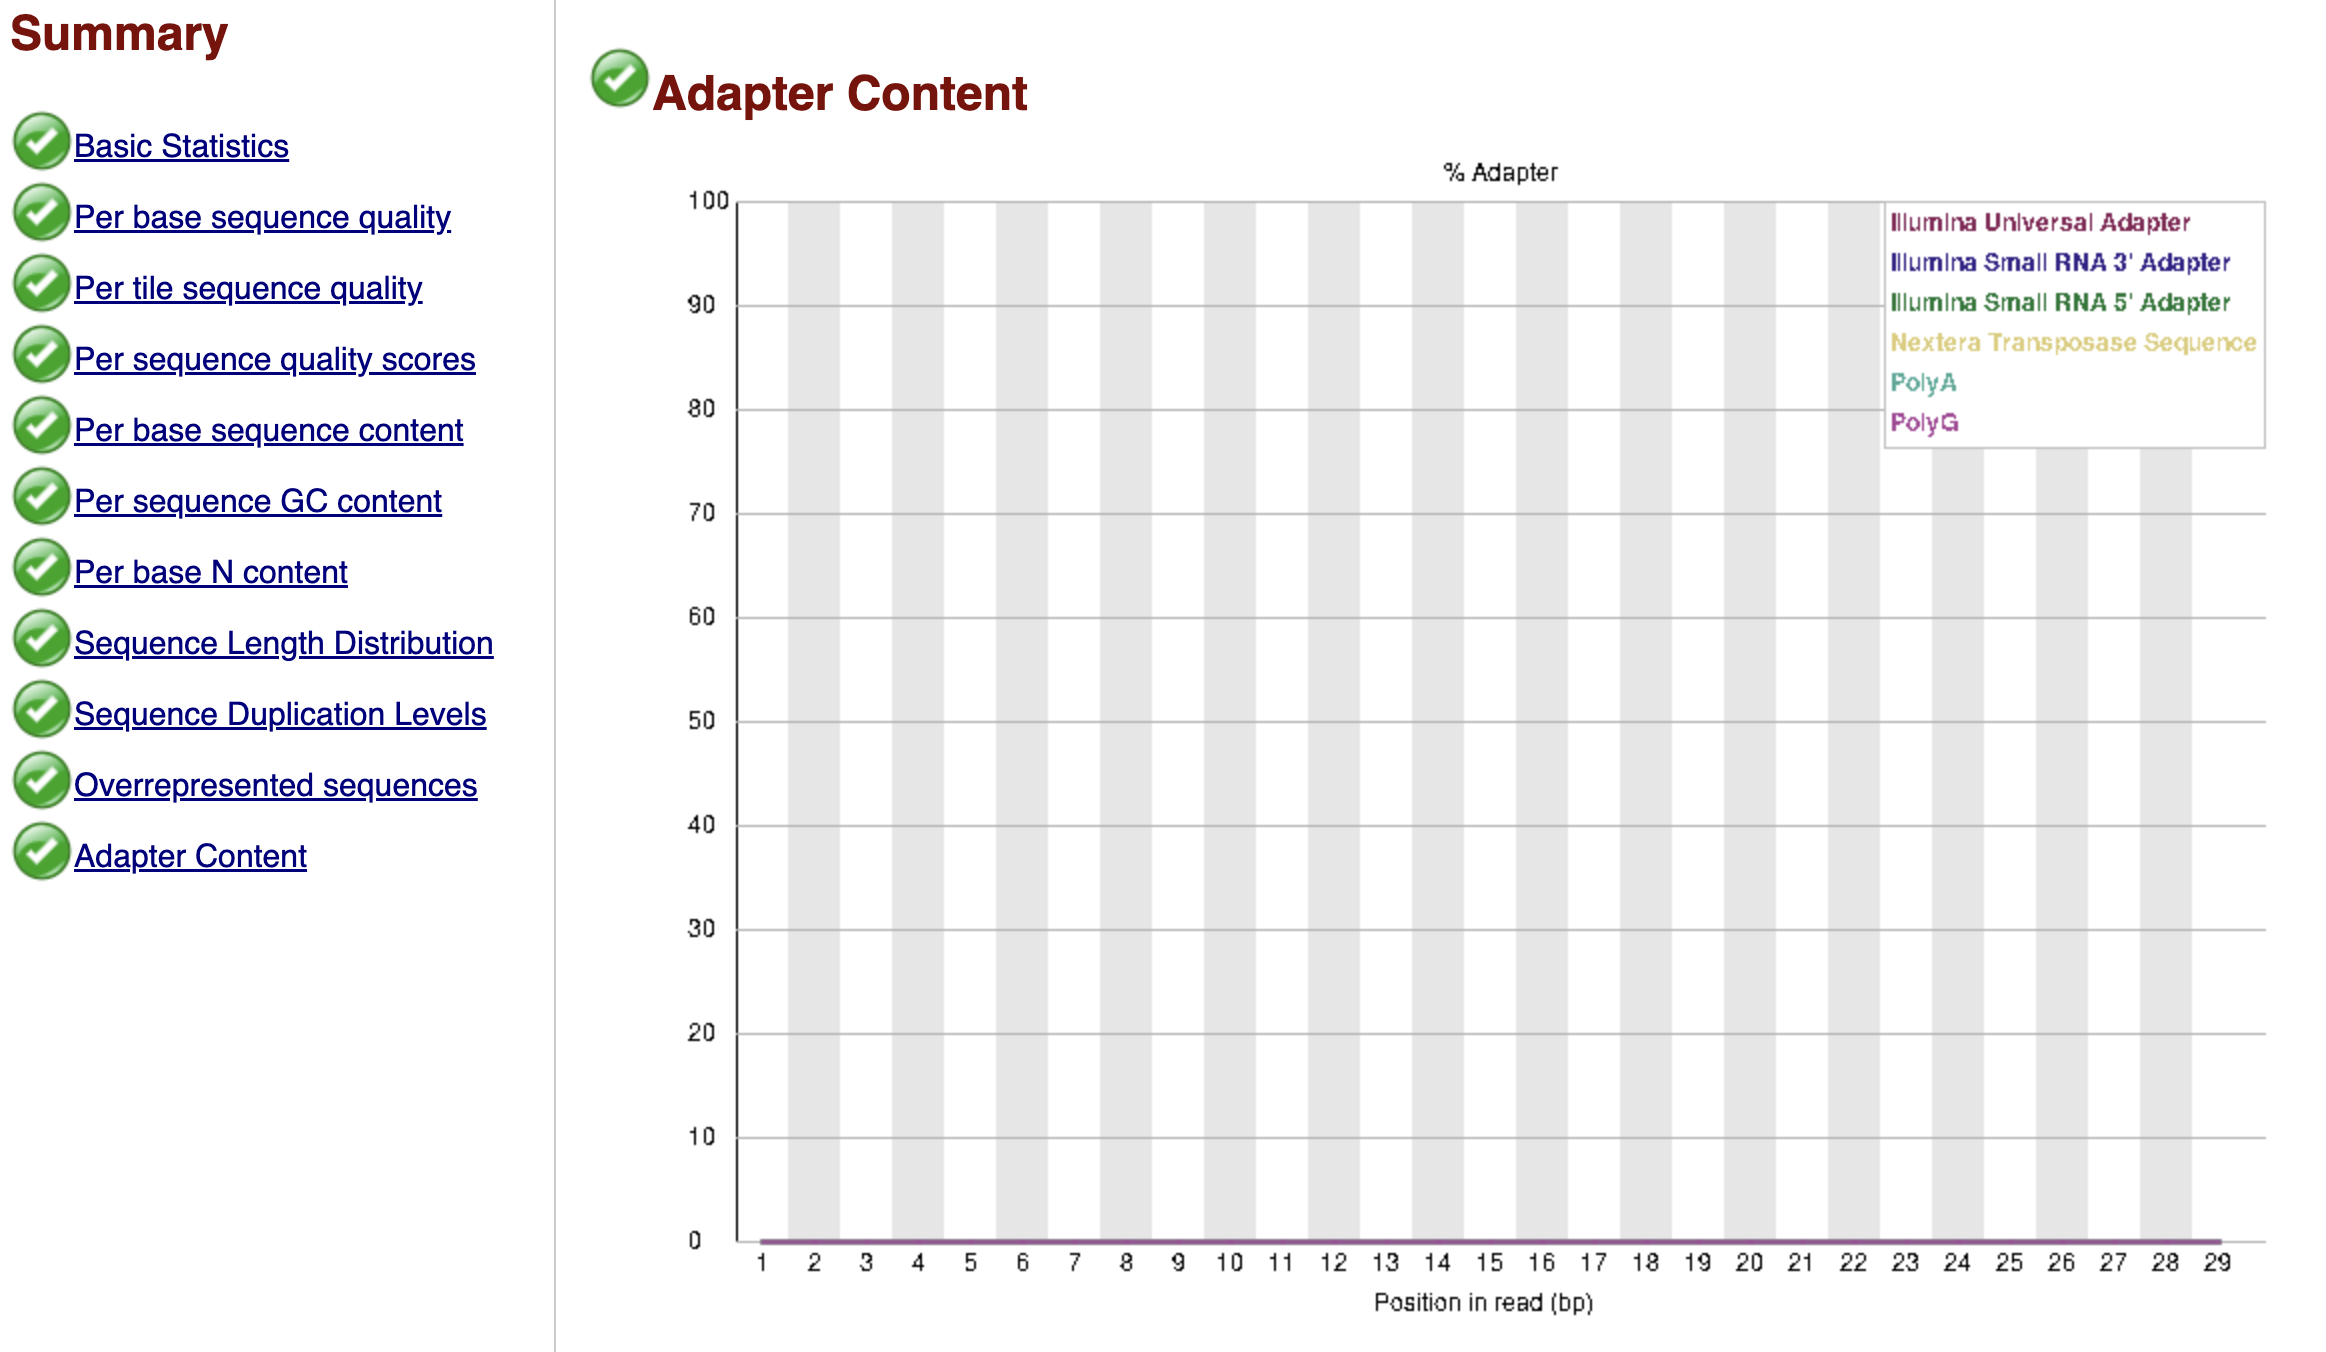 Summary
Basic Statistics
Per base sequence quality
Per tile sequence quality
Per sequence quality scores
Per base sequence content
Per sequence GC content
Per base N content
Sequence Length Distribution
Sequence Duplication Levels
Overrepresented sequences
Adapter Content
Adapter Content
% Adapter
100
90
80
70
60
50
40
30
20
10
0
Illumina Universal Adapter
Illumina Small RNA 3' Adapter
Illumina Small RNA 5' Adapter
Nextera Transposase Sequence
PolyA
PolyG
1 2 3 4 5 6 7 8 9 10 11 12 13 14 15 16 17 18 19 20 21 22 23 24 25 26 27 28 29
Position in read (bp)